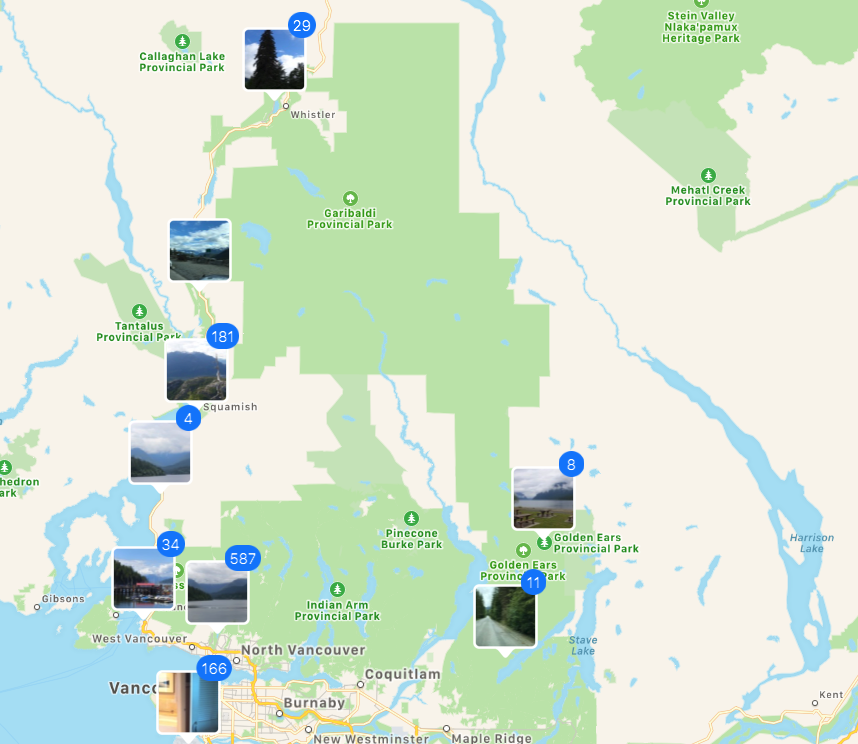 Stein Valley
Nlaka'pamux
Heritage Park
29
Callaghan Lake
Provincial Park
Whistler
Mehatl Creek
Provincial Park
Garibaldi
Provincial Park
Tantalus
Provincial Park
181
Squamish
4
8
hedron
ark
Pinecone
Burke Park
Golden Ears
Provincial Park
Harrison
Lake
34
587
Golden Ears
Park
11
Gibsons
Indian Arm
Provincial Park
West Vancouver
North Vancouver
Stave
Lake
166
Coquitlam
Vanc
Burnaby
Kent
New Westminster
Maple Ridge